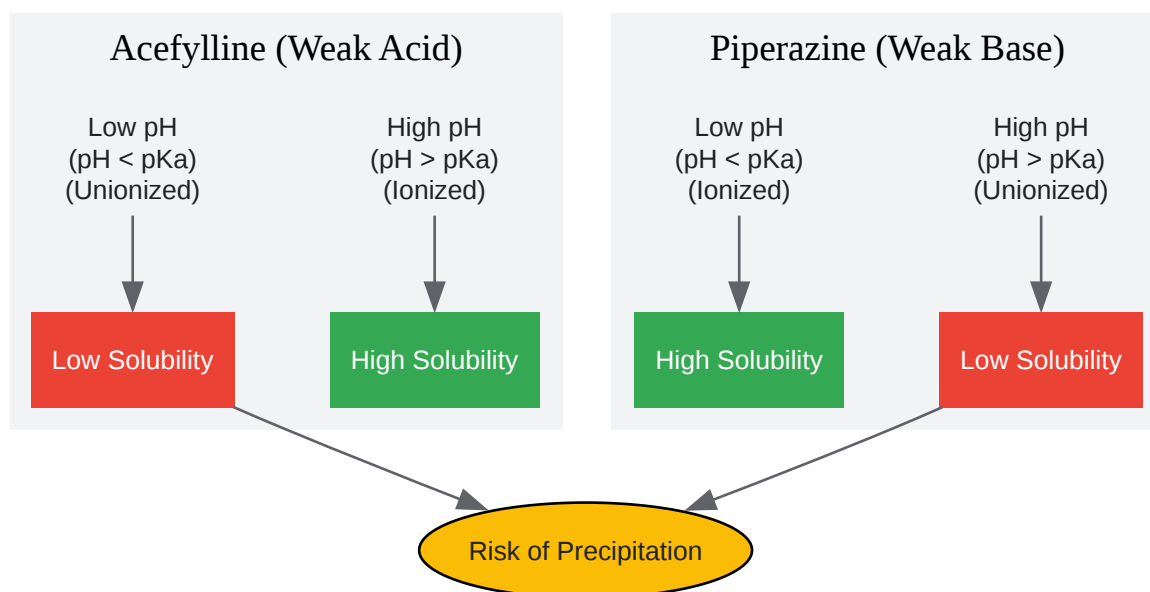 Acefylline (Weak Acid)
Low pH
(pH < pKa)
(Unionized)
High pH
(pH > pKa)
(Ionized)
Low Solubility
High Solubility
Piperazine (Weak Base)
Low pH
(pH < pKa)
(Ionized)
High pH
(pH > pKa)
(Unionized)
High Solubility
Low Solubility
Risk of Precipitation